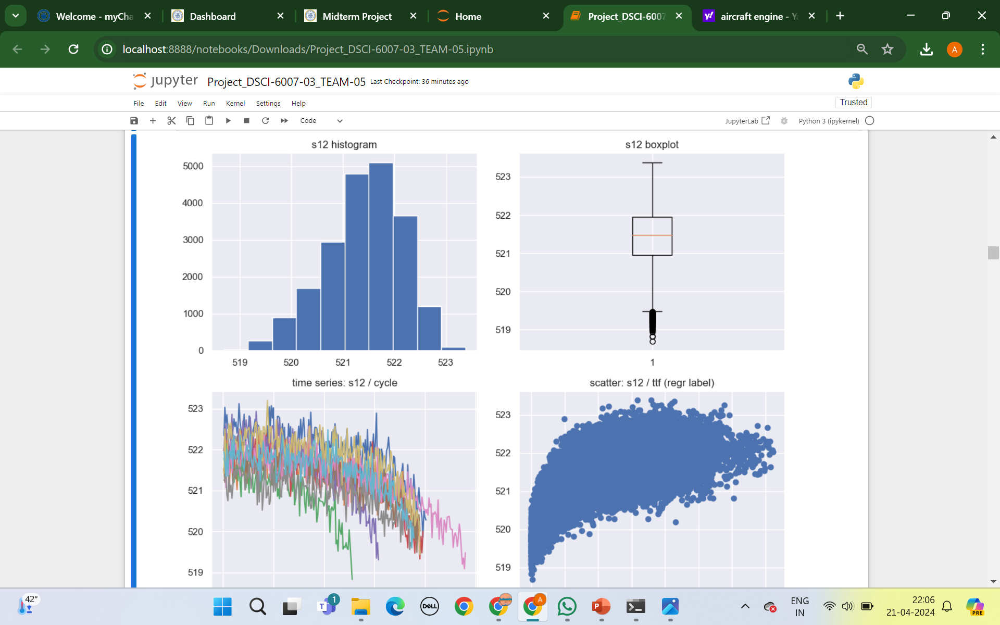 Welcome - myCha
Dashboard
Midterm Project
Home
Project_DSCI-6007
aircraft engine - Ya
localhost:8888/notebooks/Downloads/Project_DSCI-6007-03_TEAM-05.ipynb
A
jupyter
Project_DSCI-6007-03_TEAM-05
Last Checkpoint: 36 minutes ago
File Edit View Run Kernel Settings Help
Trusted
Code
JupyterLab
Python 3 (ipykernel)
s12 histogram
5000
4000
3000
2000
1000
0
519 520 521 522 523
s12 boxplot
523
522
521
520
519
1
time series: s12 / cycle
523
522
521
520
519
scatter: s12 / ttf (regr label)
523
522
521
520
519
42°
1
T
DELL
A
P
ENG
IN
22:06
21-04-2024
PRE